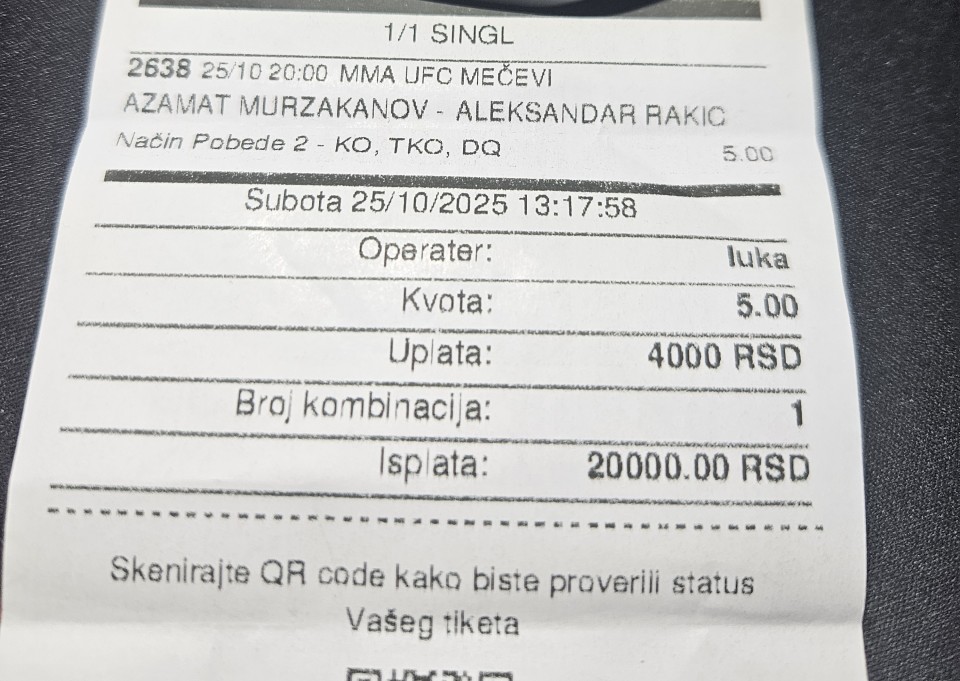 1/1 SINGL
2638 25/10 20:00 MMA UFC MEČEVI
AZAMAT MURZAKANOV - ALEKSANDAR RAKIC
Način Pobede 2 - KO, TKO, DQ 5.00
Subota 25/10/2025 13:17:58
Operater: luka
Kvota: 5.00
Uplata: 4000 RSD
Broj kombinacija: 1
Isplata: 20000.00 RSD
Skenirajte QR code kako biste proverili status
Vašeg tiketa